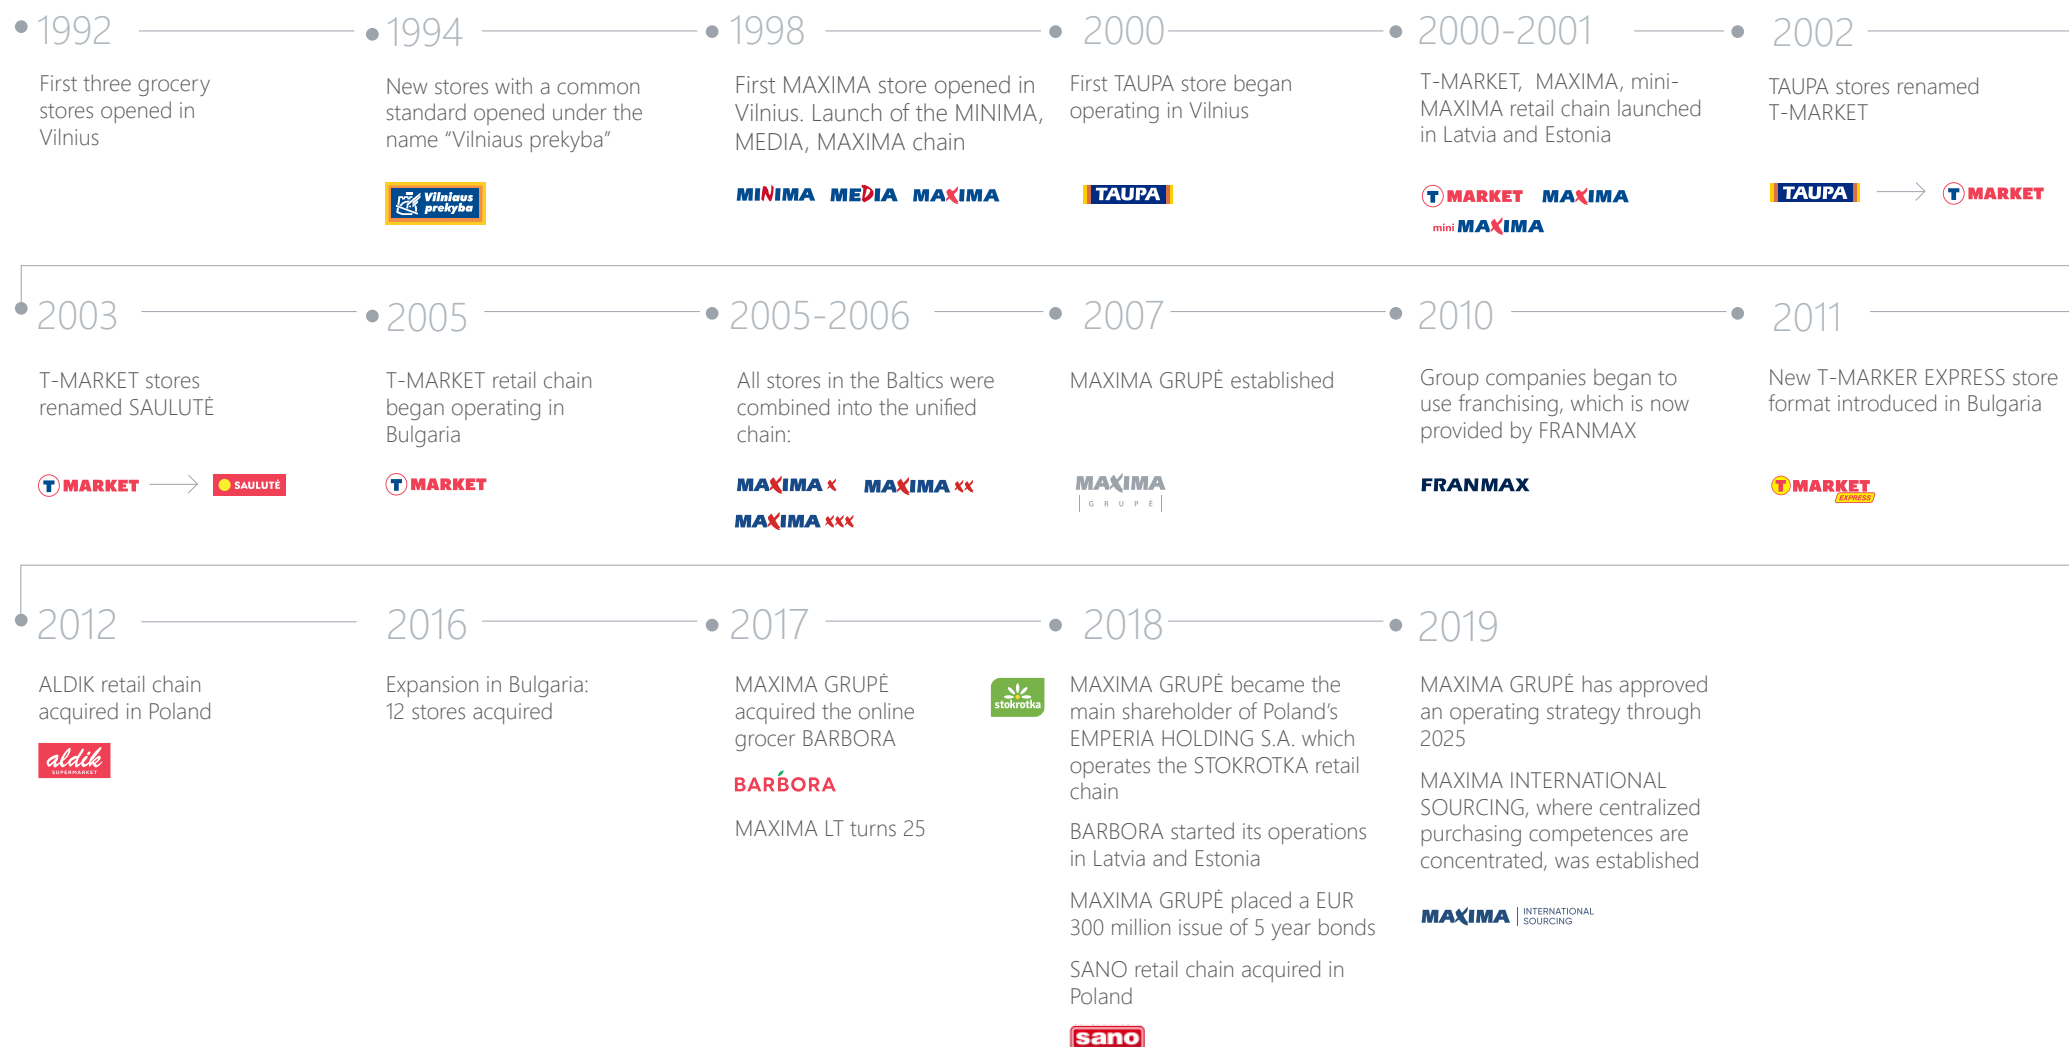 1992
First three grocery
stores opened in
Vilnius
1994
New stores with a common
standard opened under the
name “Vilniaus prekyba”
Vilniaus
prekyba
1998
First MAXIMA store opened in
Vilnius. Launch of the MINIMA,
MEDIA, MAXIMA chain
MINIMA MEDIA MAXIMA
2000
First TAUPA store began
operating in Vilnius
TAUPA
2000-2001
T-MARKET, MAXIMA, mini-
MAXIMA retail chain launched
in Latvia and Estonia
T MARKET MAXIMA
mini MAXIMA
2002
TAUPA stores renamed
T-MARKET
TAUPA T MARKET
2003
T-MARKET stores
renamed SAULUTĖ
T MARKET SAULUTĖ
2005
T-MARKET retail chain
began operating in
Bulgaria
T MARKET
2005-2006
All stores in the Baltics were
combined into the unified
chain:
MAXIMA X MAXIMA XX
MAXIMA XXX
2007
MAXIMA GRUPĖ established
MAXIMA
GRUPĖ
2010
Group companies began to
use franchising, which is now
provided by FRANMAX
FRANMAX
2011
New T-MARKER EXPRESS store
format introduced in Bulgaria
T MARKET
EXPRESS
2012
ALDIK retail chain
acquired in Poland
aldik
SUPERMARKET
2016
Expansion in Bulgaria:
12 stores acquired
2017
MAXIMA GRUPĖ
acquired the online
grocer BARBORA
BARBORA
MAXIMA LT turns 25
stokrotka
2018
MAXIMA GRUPĖ became the
main shareholder of Poland’s
EMPERIA HOLDING S.A. which
operates the STOKROTKA retail
chain
BARBORA started its operations
in Latvia and Estonia
MAXIMA GRUPĖ placed a EUR
300 million issue of 5 year bonds
SANO retail chain acquired in
Poland
sano
2019
MAXIMA GRUPĖ has approved
an operating strategy through
2025
MAXIMA INTERNATIONAL
SOURCING, where centralized
purchasing competences are
concentrated, was established
MAXIMA INTERNATIONAL
SOURCING